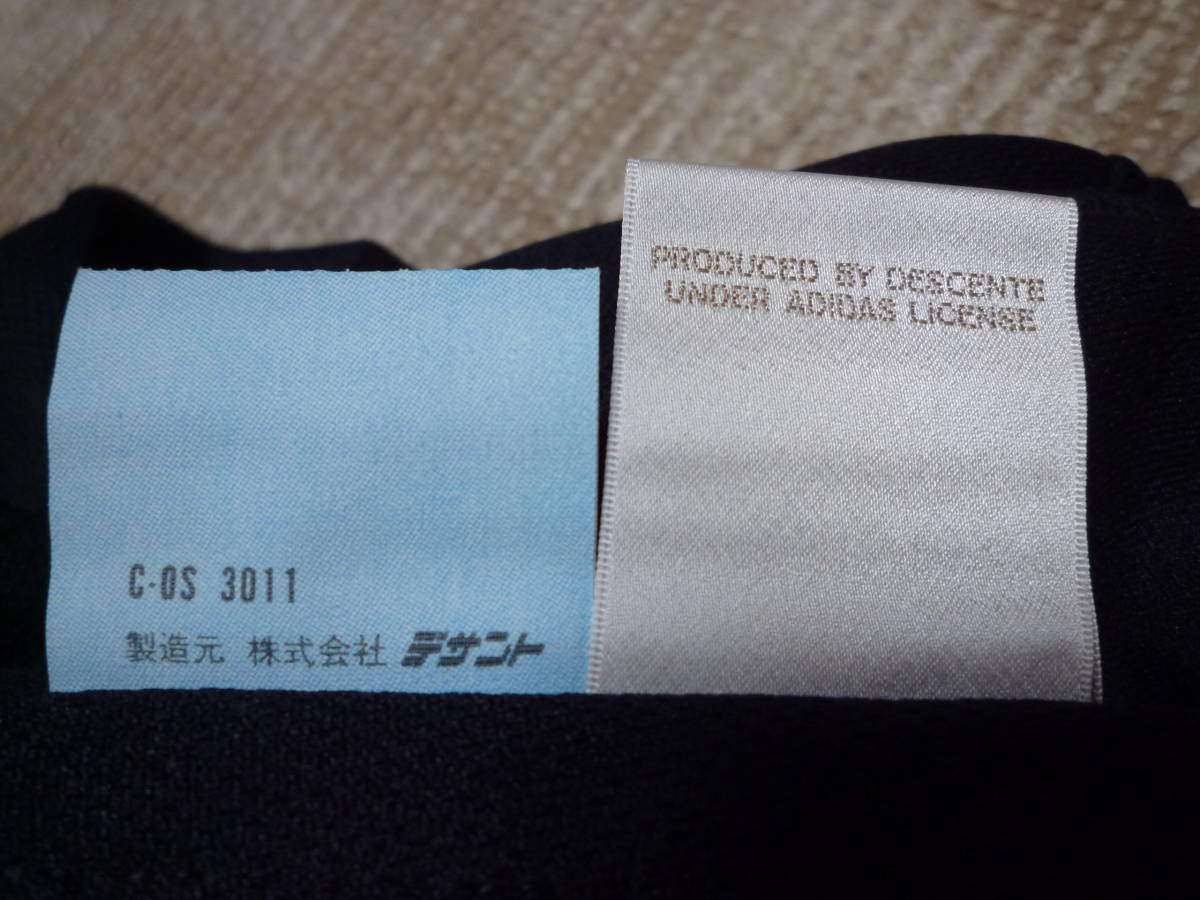 C·OS 3011
製造元 株式会社 デサント
PRODUCED BY DESCENTE
UNDER ADIDAS LICENSE